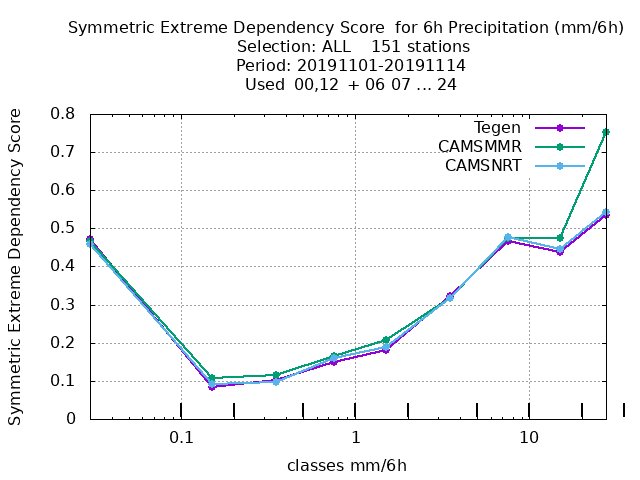 Symmetric Extreme Dependency Score  for 6h Precipitation (mm/6h)
Selection: ALL    151 stations
Period: 20191101-20191114
Used  00,12  + 06 07 ... 24
Symmetric Extreme Dependency Score
0.8
0.7
0.6
0.5
0.4
0.3
0.2
0.1
0
Tegen
CAMSMMR
CAMSNRT
0.1
1
10
classes mm/6h